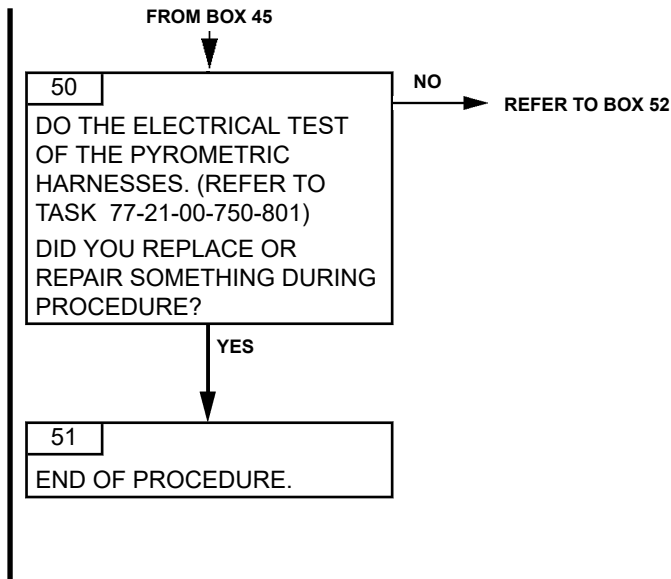 FROM BOX 45
50
NO
REFER TO BOX 52
DO THE ELECTRICAL TEST
OF THE PYROMETRIC
HARNESSES. (REFER TO
TASK  77-21-00-750-801)
DID YOU REPLACE OR
REPAIR SOMETHING DURING
PROCEDURE?
YES
51
END OF PROCEDURE.